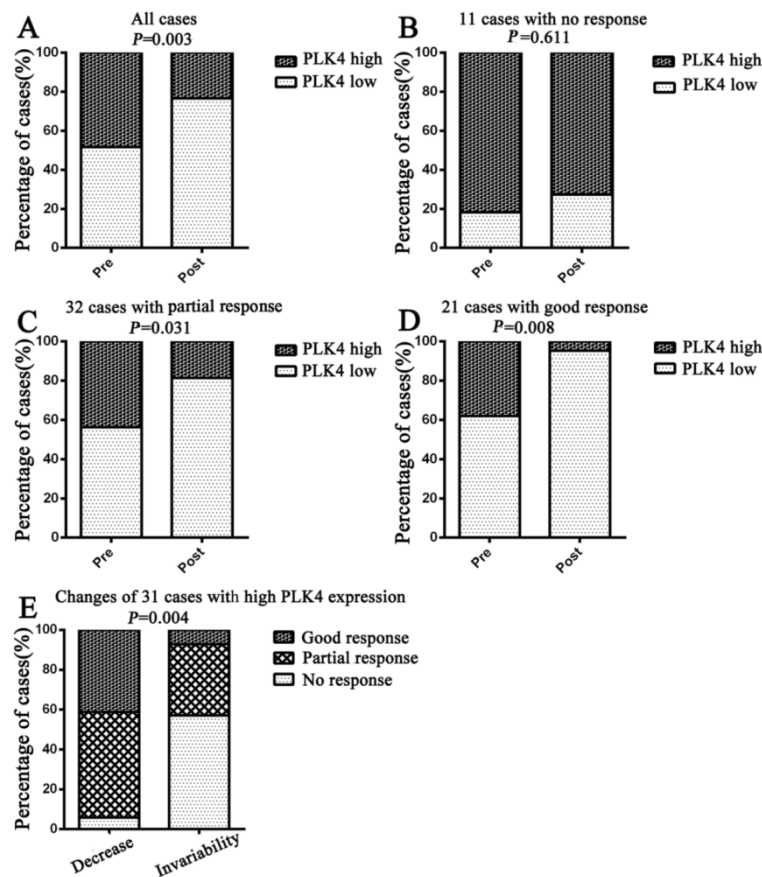 A
All cases
P=0.003
Percentage of cases(%)
100
80
60
40
20
0
Pre
Post
PLK4 high
PLK4 low
B
11 cases with no response
P=0.611
Percentage of cases(%)
100
80
60
40
20
0
Pre
Post
PLK4 high
PLK4 low
C
32 cases with partial response
P=0.031
Percentage of cases(%)
100
80
60
40
20
0
Pre
Post
PLK4 high
PLK4 low
D
21 cases with good response
P=0.008
Percentage of cases(%)
100
80
60
40
20
0
Pre
Post
PLK4 high
PLK4 low
E
Changes of 31 cases with high PLK4 expression
P=0.004
Percentage of cases(%)
100
80
60
40
20
0
Decrease
Invariability
Good response
Partial response
No response